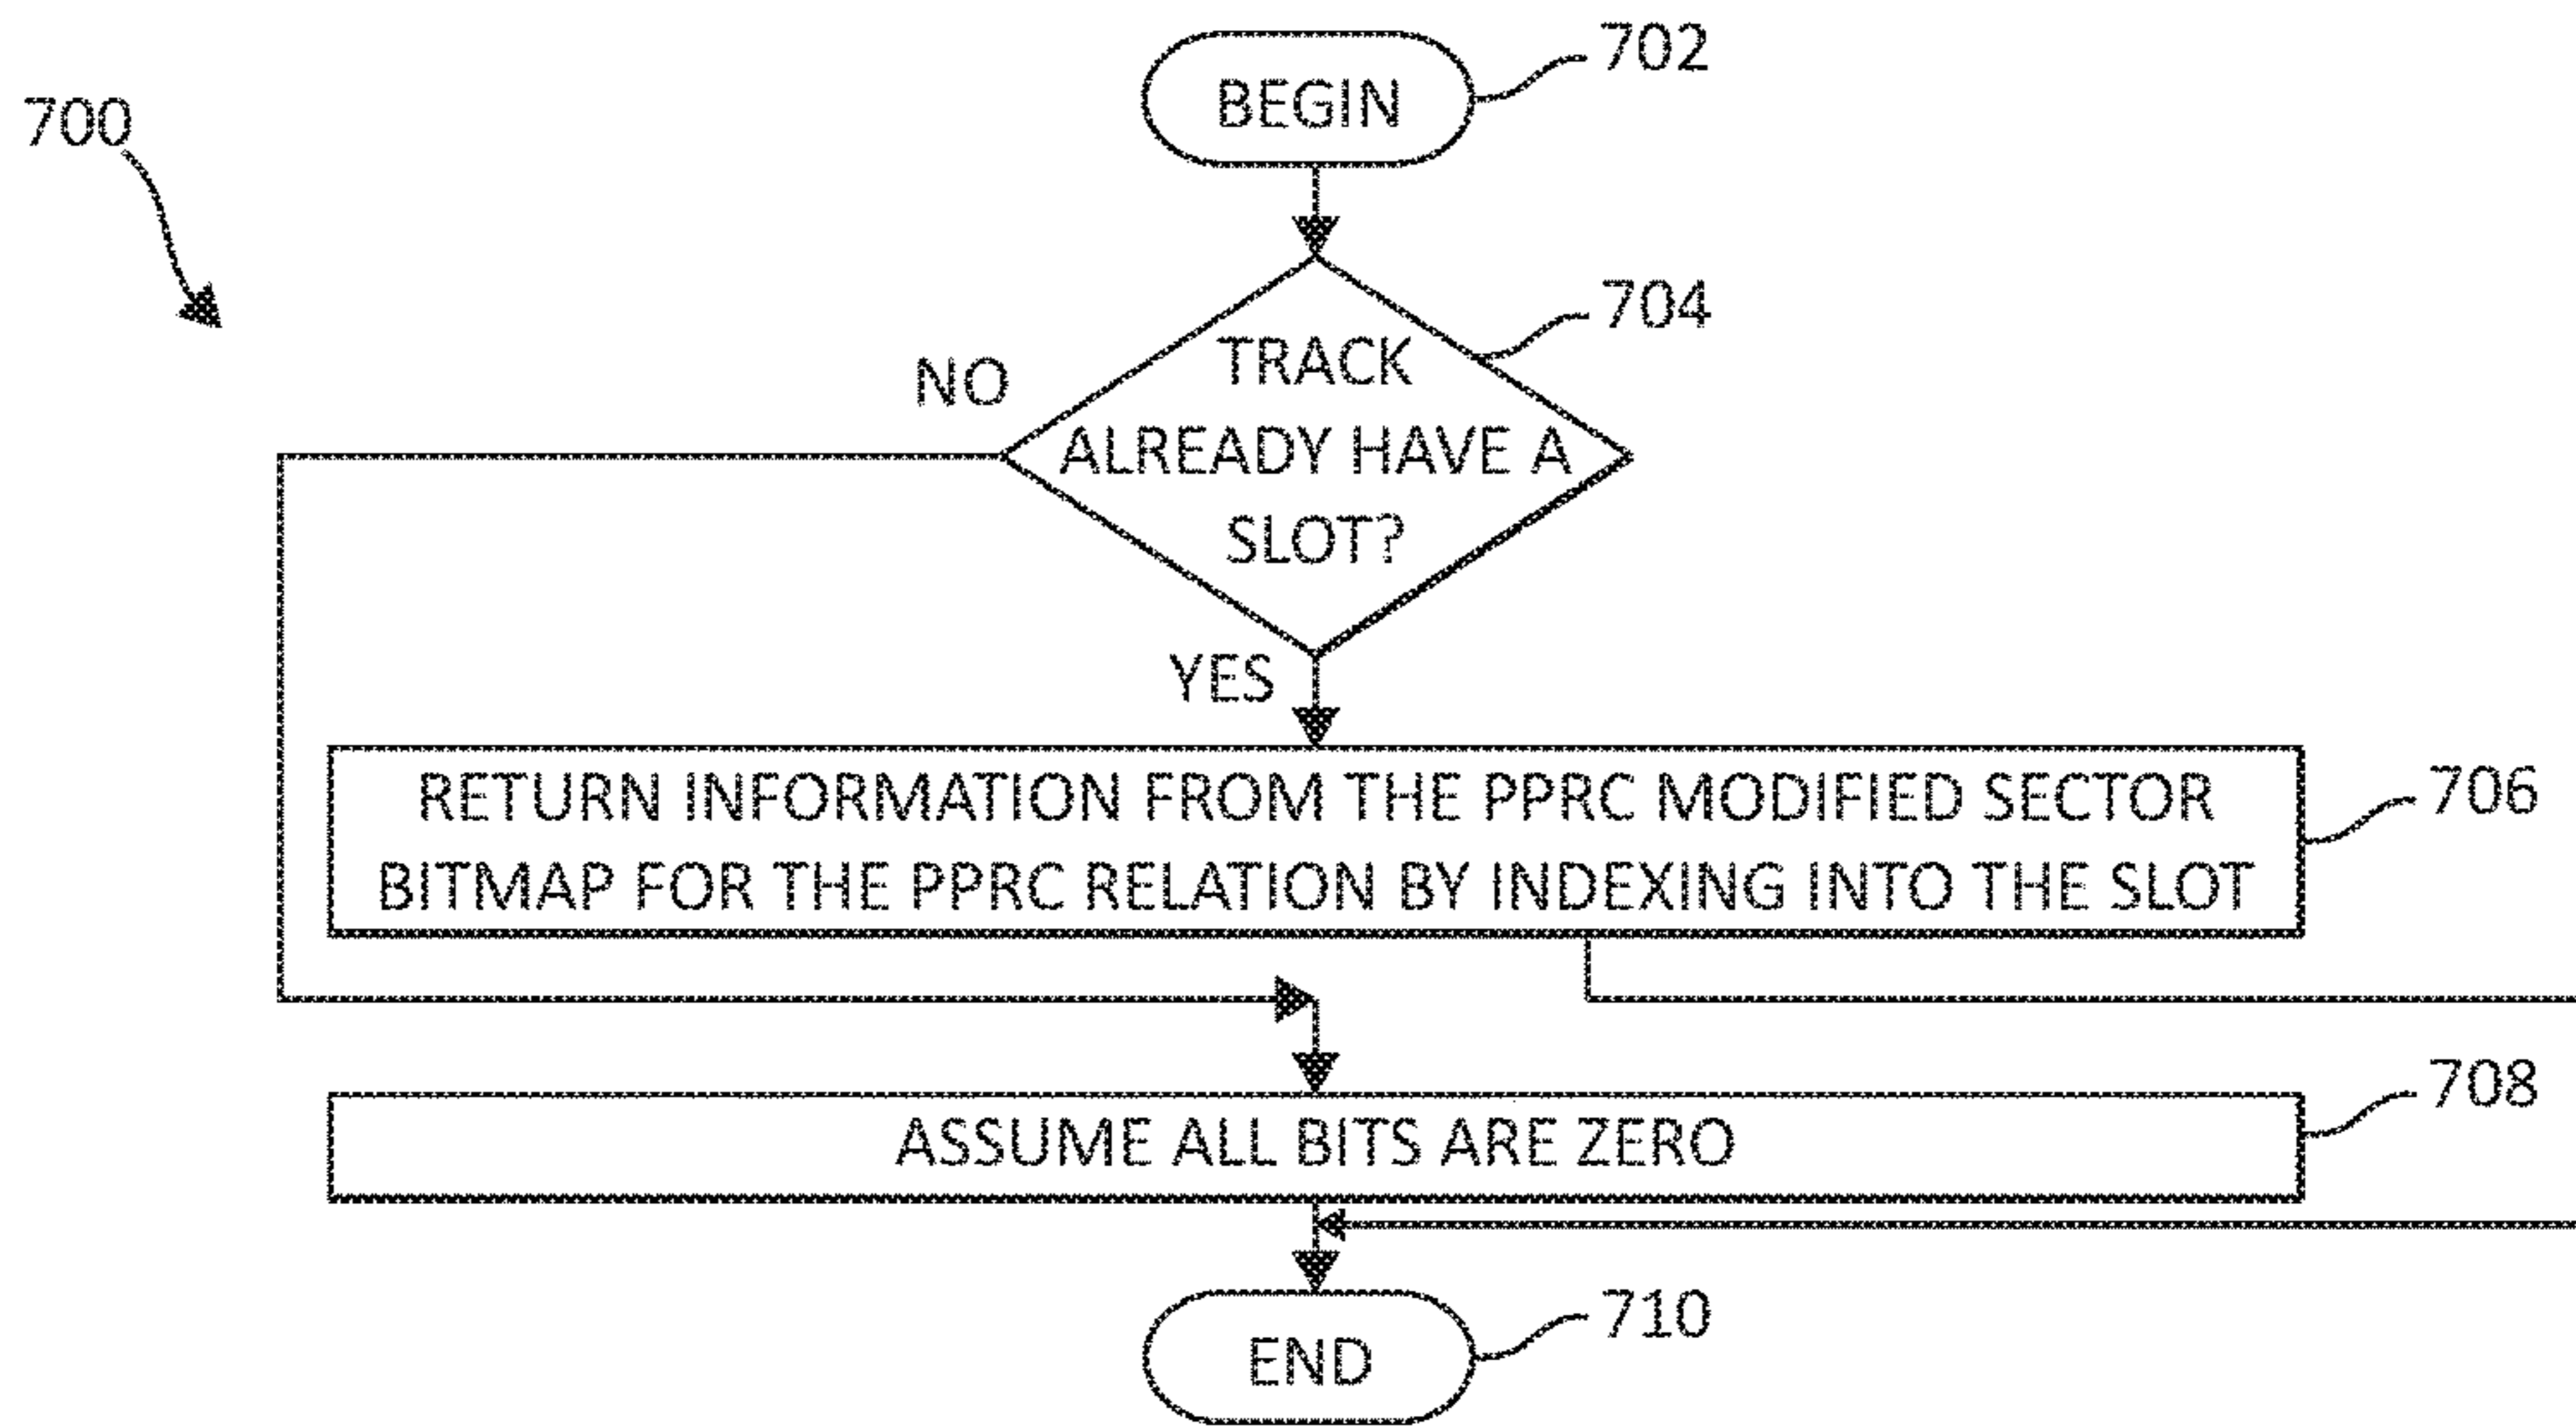 702
BEGIN
700
704
TRACK
ALREADY HAVE A
SLOT?
NO
YES
RETURN INFORMATION FROM THE PPRC MODIFIED SECTOR
BITMAP FOR THE PPRC RELATION BY INDEXING INTO THE SLOT
706
708
ASSUME ALL BITS ARE ZERO
710
END